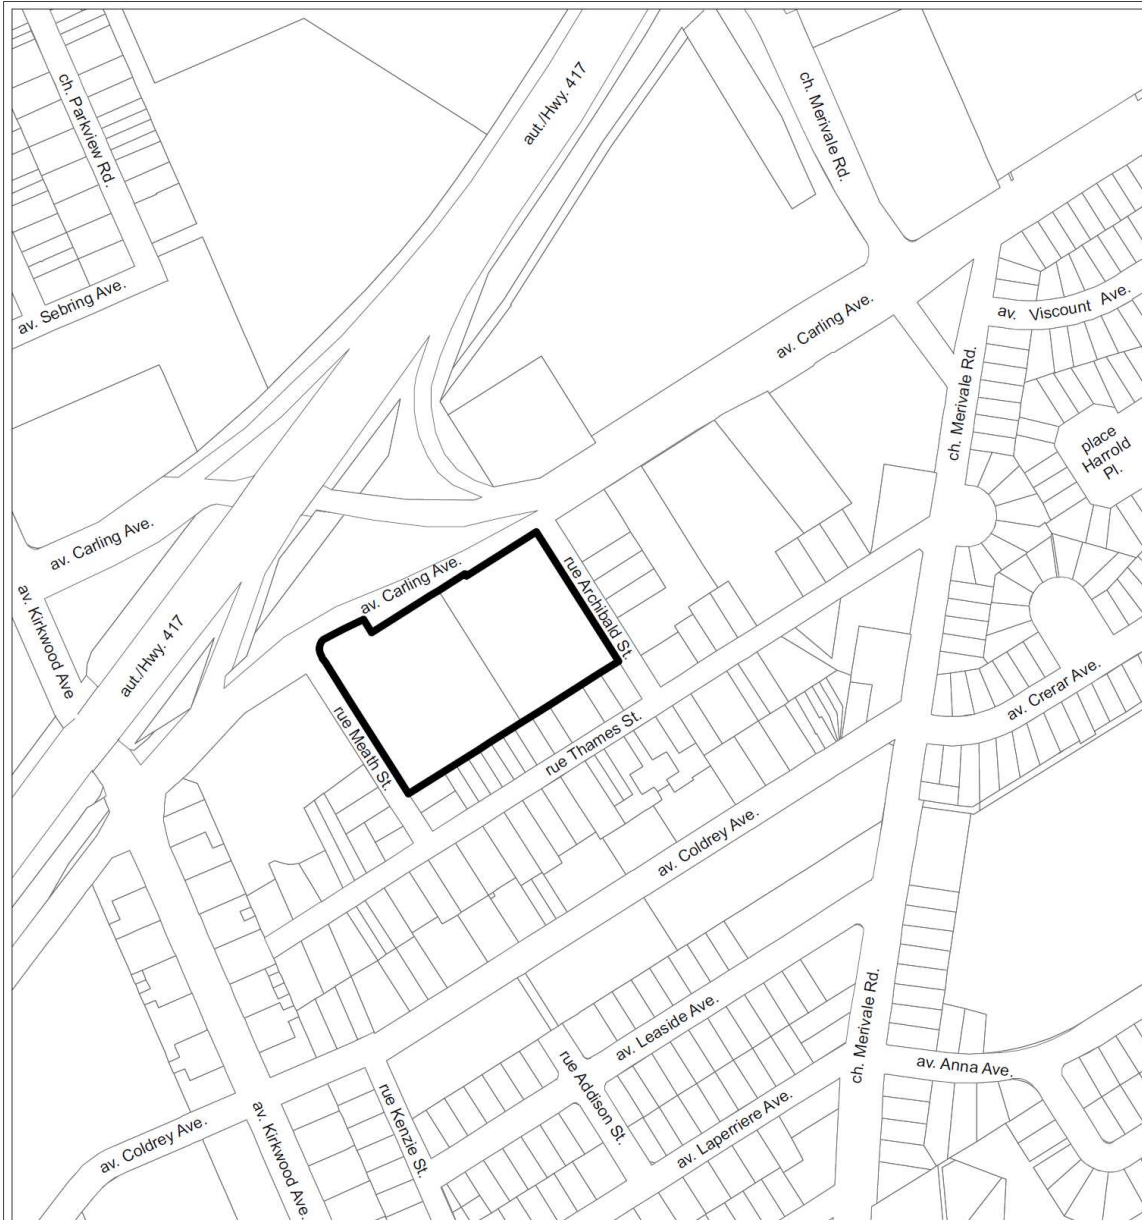 ch. Parkview Rd.
aut./Hwy. 417
ch. Merivale Rd.
av. Sebring Ave.
av. Viscount Ave.
av. Carling Ave.
ch. Merivale Rd.
place
Harrold
Pl.
av. Carling Ave.
av. Carling Ave.
rue Archibald St.
av. Kirkwood Ave
aut./Hwy. 417
av. Crerar Ave.
rue Meath St.
rue Thames St.
av. Coldrey Ave.
ch. Merivale Rd.
av. Leaside Ave.
av. Anna Ave.
rue Addison St.
rue Kenzie St.
av. Laperriere Ave.
av. Coldrey Ave.
av. Kirkwood Ave.